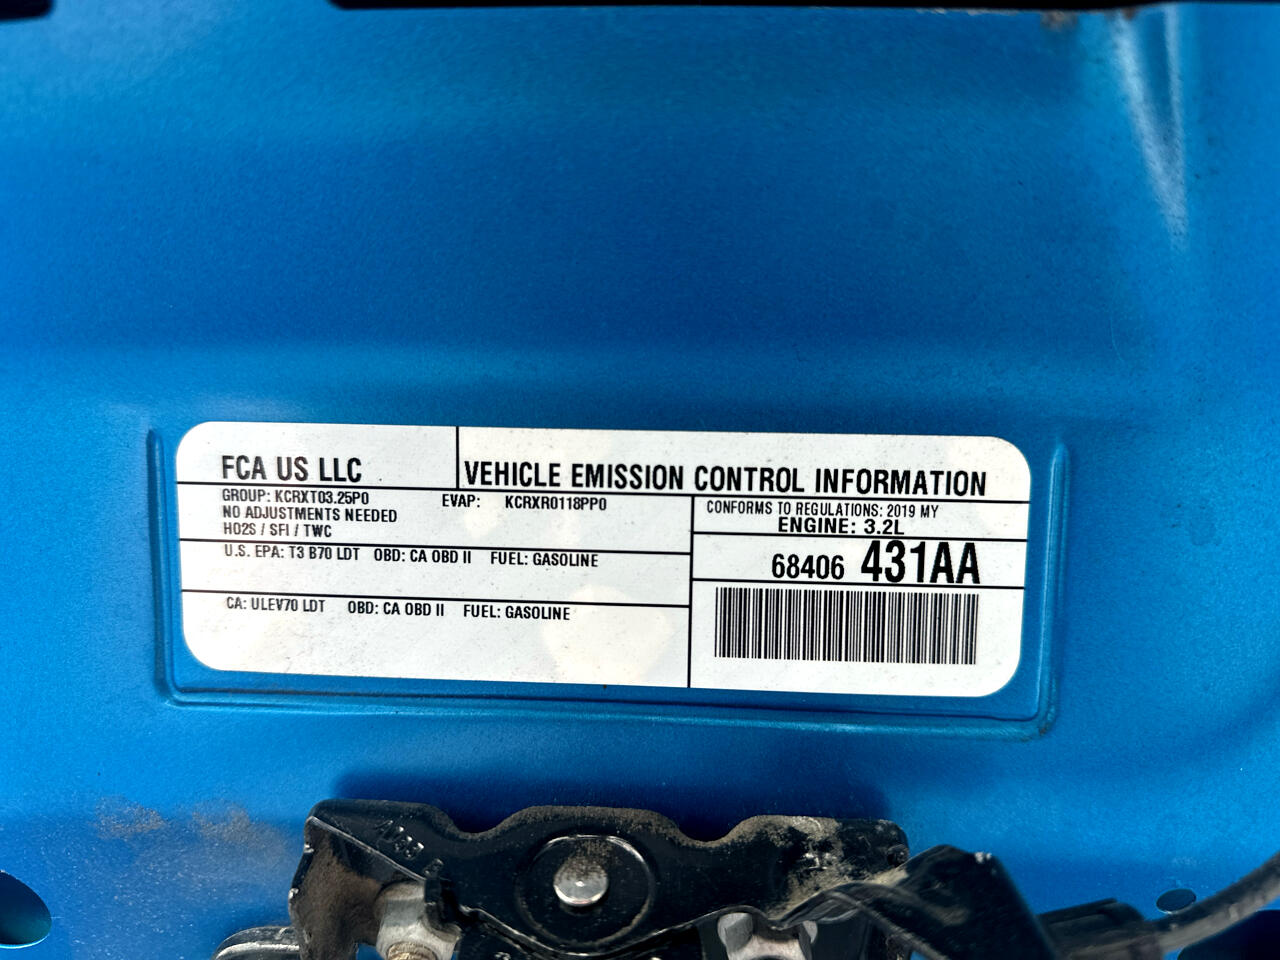 FCA US LLC
VEHICLE EMISSION CONTROL INFORMATION
GROUP: KCRXT03.25P0 EVAP: KCRXR0118PP0
NO ADJUSTMENTS NEEDED
HO2S / SFI / TWC
CONFORMS TO REGULATIONS: 2019 MY
ENGINE: 3.2L
U.S. EPA: T3 B70 LDT OBD: CA OBD II FUEL: GASOLINE
68406 431AA
CA: ULEV70 LDT OBD: CA OBD II FUEL: GASOLINE